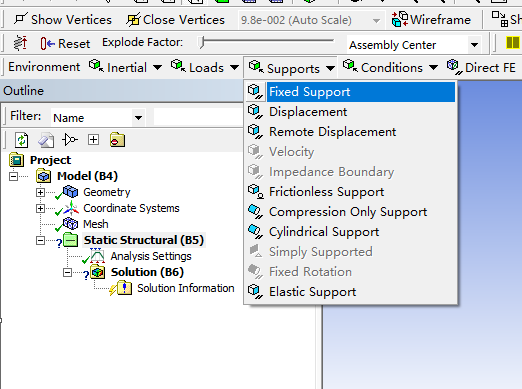 Show Vertices Close Vertices 9.8e-002 (Auto Scale) Wireframe Sh
Reset Explode Factor: Assembly Center
Environment Inertial Loads Supports Conditions Direct FE
Outline
Filter: Name
Fixed Support
Displacement
Remote Displacement
Velocity
Impedance Boundary
Frictionless Support
Compression Only Support
Cylindrical Support
Simply Supported
Fixed Rotation
Elastic Support
Project
Model (B4)
Geometry
Coordinate Systems
Mesh
Static Structural (B5)
Analysis Settings
Solution (B6)
Solution Information